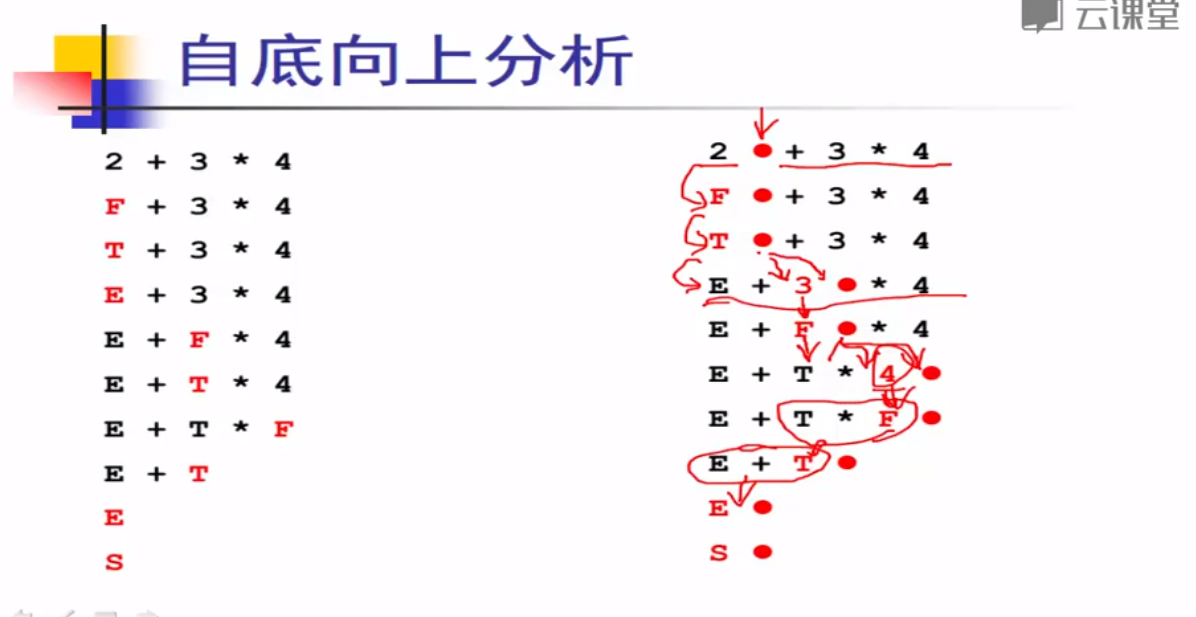 云课堂
自底向上分析
2 + 3 * 4
F + 3 * 4
T + 3 * 4
E + 3 * 4
E + F * 4
E + T * 4
E + T * F
E + T
E
S
2 ● + 3 * 4
F ● + 3 * 4
T ● + 3 * 4
E + 3 ● * 4
E + F ● * 4
E + T * 4 ●
E + T * F ●
E + T ●
E ●
S ●